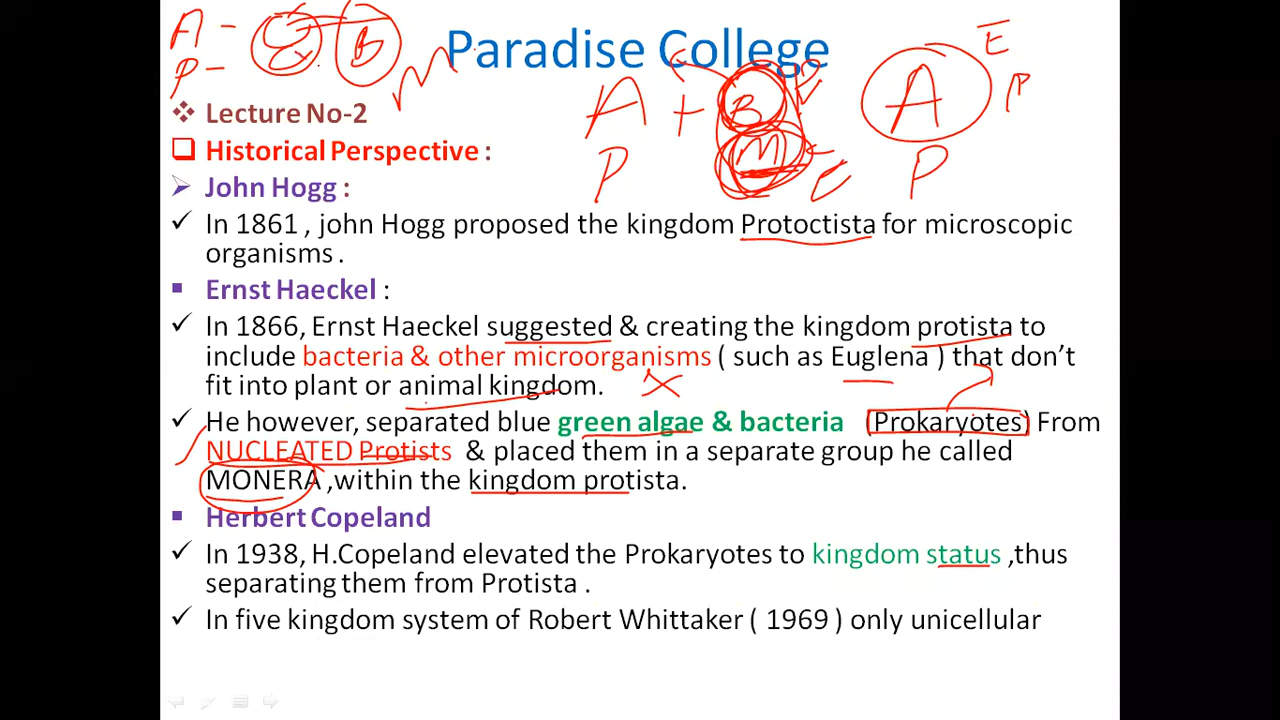 A -
P -
B
Paradise College
A + B
M
P
A
P
E
P
❖ Lecture No-2
❑ Historical Perspective :
➢ John Hogg :
✓ In 1861 , john Hogg proposed the kingdom Protoctista for microscopic
organisms .
▪ Ernst Haeckel :
✓ In 1866, Ernst Haeckel suggested & creating the kingdom protista to
include bacteria & other microorganisms ( such as Euglena ) that don’t
fit into plant or animal kingdom.
✓ He however, separated blue green algae & bacteria (Prokaryotes) From
NUCLEATED Protists & placed them in a separate group he called
MONERA ,within the kingdom protista.
▪ Herbert Copeland
✓ In 1938, H.Copeland elevated the Prokaryotes to kingdom status ,thus
separating them from Protista .
✓ In five kingdom system of Robert Whittaker ( 1969 ) only unicellular